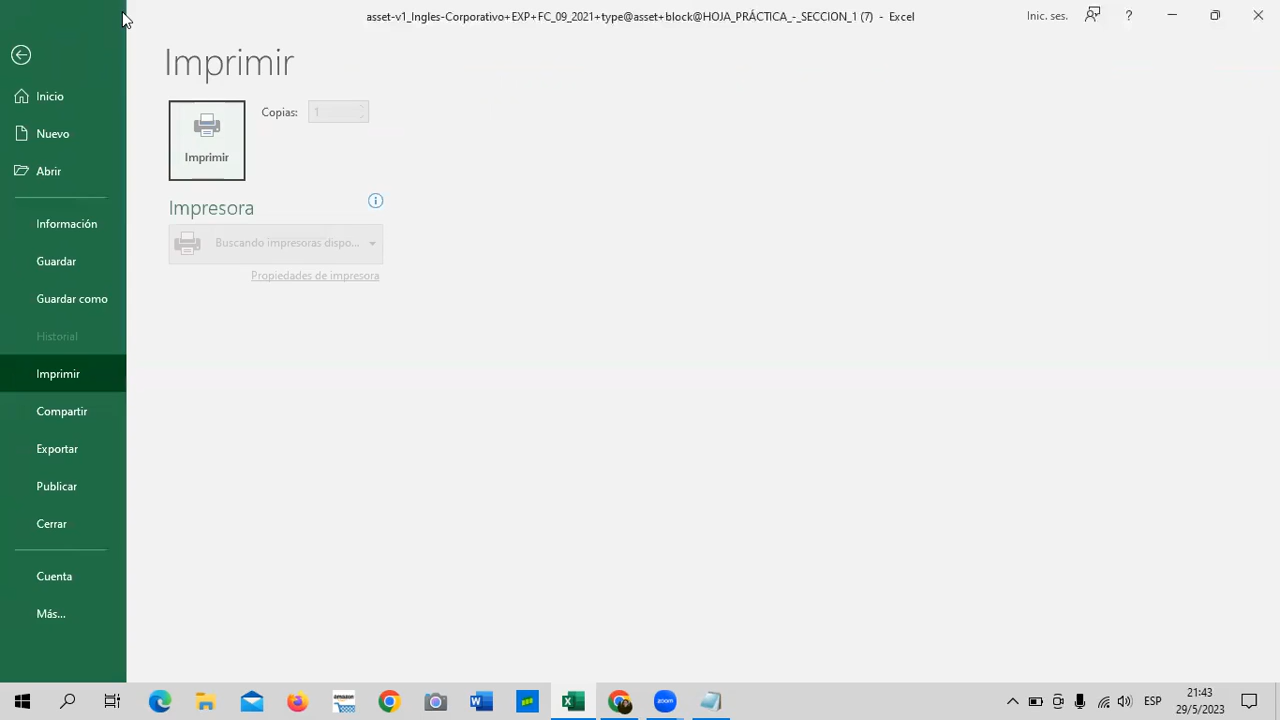 asset-v1_Ingles-Corporativo+EXP+FC_09_2021+type@asset+block@HOJA_PRÁCTICA_-_SECCION_1 (7) - Excel
Inic. ses.
?
Imprimir
Inicio
Nuevo
Abrir
Información
Guardar
Guardar como
Historial
Imprimir
Compartir
Exportar
Publicar
Cerrar
Cuenta
Más...
Imprimir
Copias: 1
Impresora
Buscando impresoras dispo...
Propiedades de impresora
amazon
zoom
ESP
21:43
29/5/2023